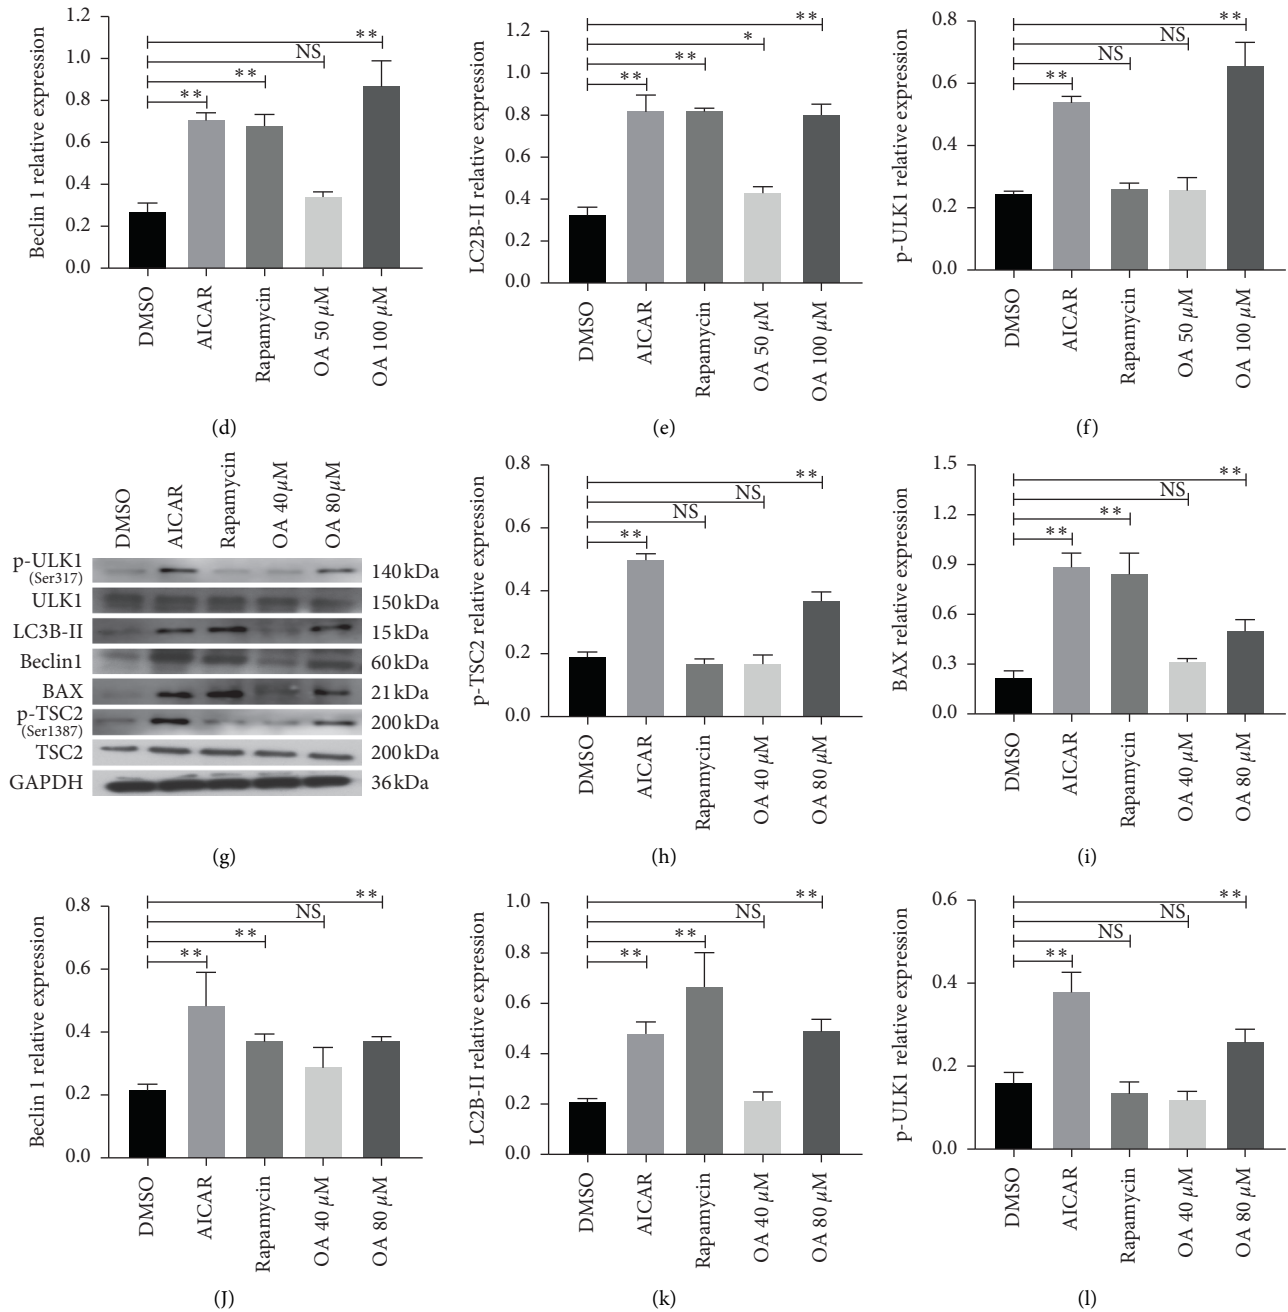 Beclin 1 relative expression
1.2
1.0
0.8
0.6
0.4
0.2
0.0
**
NS
**
**
DMSO
AICAR
Rapamycin
OA 50 µM
OA 100 µM
(d)
LC2B-II relative expression
1.2
1.0
0.8
0.6
0.4
0.2
0.0
**
*
**
**
DMSO
AICAR
Rapamycin
OA 50 µM
OA 100 µM
(e)
p-ULK1 relative expression
0.8
0.6
0.4
0.2
0.0
**
NS
NS
**
DMSO
AICAR
Rapamycin
OA 50 µM
OA 100 µM
(f)
DMSO
AICAR
Rapamycin
OA 40 µM
OA 80 µM
p-ULK1 140 kDa
(Ser317)
ULK1 150 kDa
LC3B-II 15 kDa
Beclin1 60 kDa
BAX 21 kDa
p-TSC2 200 kDa
(Ser1387)
TSC2 200 kDa
GAPDH 36 kDa
(g)
p-TSC2 relative expression
0.8
0.6
0.4
0.2
0.0
**
NS
NS
**
DMSO
AICAR
Rapamycin
OA 40 µM
OA 80 µM
(h)
BAX relative expression
1.5
1.2
0.9
0.6
0.3
0.0
**
NS
**
**
DMSO
AICAR
Rapamycin
OA 40 µM
OA 80 µM
(i)
Beclin 1 relative expression
0.8
0.6
0.4
0.2
0.0
**
NS
**
**
DMSO
AICAR
Rapamycin
OA 40 µM
OA 80 µM
(J)
LC2B-II relative expression
1.0
0.8
0.6
0.4
0.2
0.0
**
NS
**
**
DMSO
AICAR
Rapamycin
OA 40 µM
OA 80 µM
(k)
p-ULK1 relative expression
0.6
0.4
0.2
0.0
**
NS
NS
**
DMSO
AICAR
Rapamycin
OA 40 µM
OA 80 µM
(l)